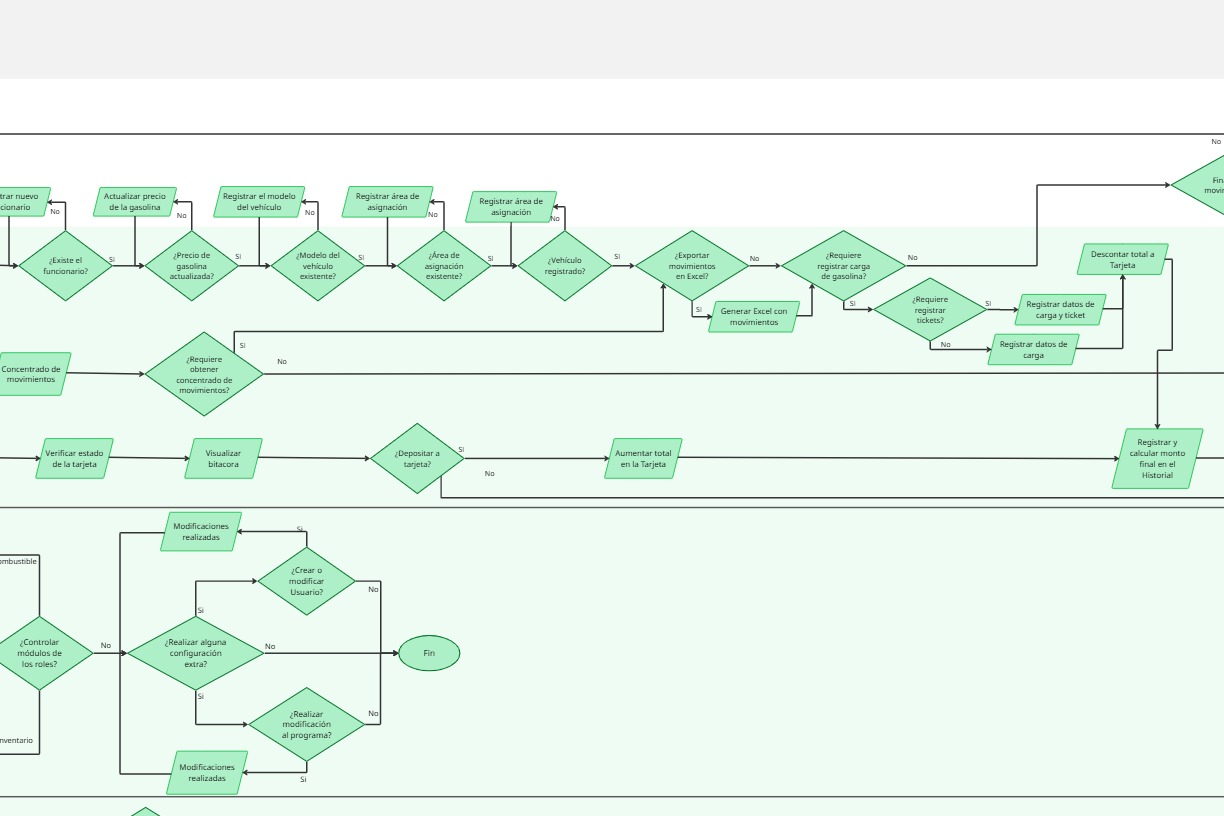 No
Fin
movim
trar nuevo
cionario
No
Actualizar precio
de la gasolina
No
Registrar el modelo
del vehículo
No
Registrar área de
asignación
No
Registrar área de
asignación
No
¿Existe el
funcionario?
Si
¿Precio de
gasolina
actualizada?
Si
¿Modelo del
vehículo
existente?
Si
¿Área de
asignación
existente?
Si
¿Vehículo
registrado?
Si
¿Exportar
movimientos
en Excel?
No
¿Requiere
registrar carga
de gasolina?
No
Descontar total a
Tarjeta
Si
Generar Excel con
movimientos
Si
¿Requiere
registrar
tickets?
Si
Registrar datos de
carga y ticket
No
Registrar datos de
carga
Concentrado de
movimientos
¿Requiere
obtener
concentrado de
movimientos?
Si
No
Verificar estado
de la tarjeta
Visualizar
bitacora
¿Depositar a
tarjeta?
Si
No
Aumentar total
en la Tarjeta
Registrar y
calcular monto
final en el
Historial
Modificaciones
realizadas
Si
ombustible
¿Crear o
modificar
Usuario?
No
Si
¿Controlar
módulos de
los roles?
No
¿Realizar alguna
configuración
extra?
No
Fin
Si
¿Realizar
modificación
al programa?
No
nventario
Modificaciones
realizadas
Si